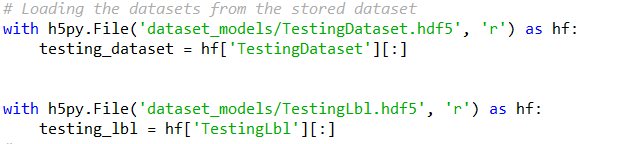 # Loading the datasets from the stored dataset
with h5py.File('dataset_models/TestingDataset.hdf5', 'r') as hf:
    testing_dataset = hf['TestingDataset'][:]
with h5py.File('dataset_models/TestingLbl.hdf5', 'r') as hf:
    testing_lbl = hf['TestingLbl'][:]